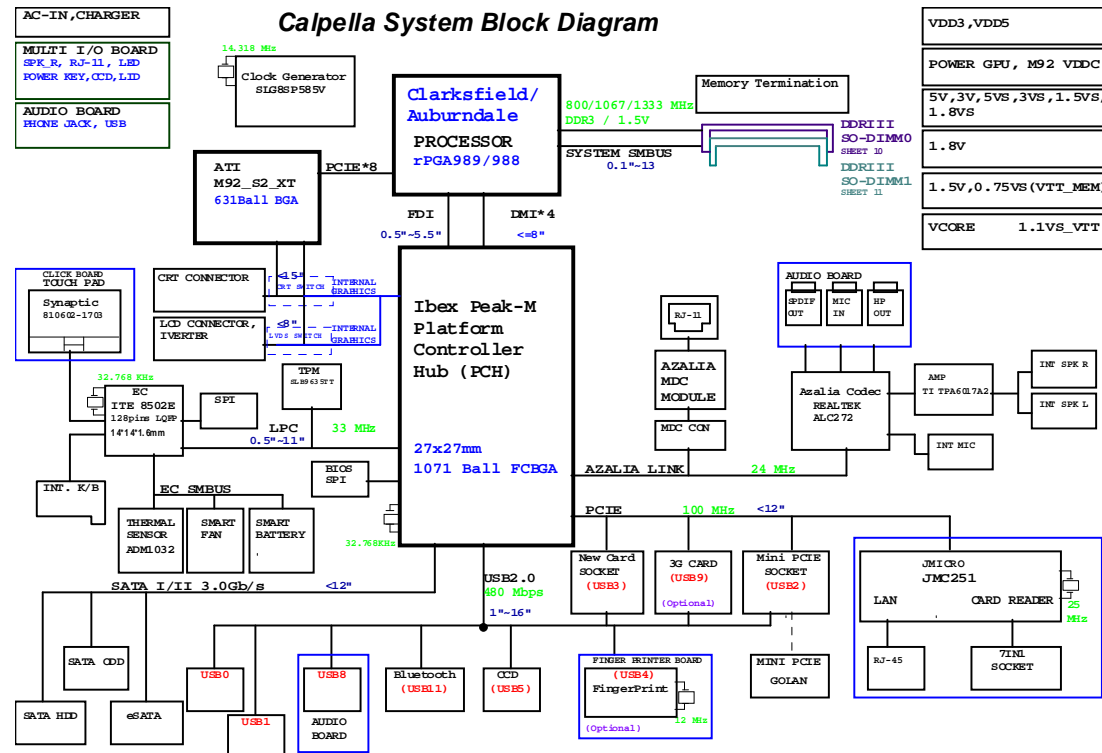 Calpella System Block Diagram
AC-IN,CHARGER
MULTI I/O BOARD
SPK_R, RJ-11, LED
POWER KEY,CCD,LID
AUDIO BOARD
PHONE JACK, USB
14.318 MHz
Clock Generator
SLG8SP585V
Clarksfield/
Auburndale
PROCESSOR
rPGA989/988
800/1067/1333 MHz
DDR3 / 1.5V
SYSTEM SMBUS
0.1"~13
Memory Termination
DDRIII
SO-DIMM0
SHEET 10
DDRIII
SO-DIMM1
SHEET 11
VDD3,VDD5
POWER GPU, M92 VDDC
5V,3V,5VS,3VS,1.5VS,
1.8VS
1.8V
1.5V,0.75VS(VTT_MEM)
VCORE 1.1VS_VTT
ATI
M92_S2_XT
631Ball BGA
PCIE*8
FDI
0.5"~5.5"
DMI*4
<=8"
CLICK BOARD
TOUCH PAD
Synaptic
810602-1703
CRT CONNECTOR
<15"
CRT SWITCH
INTERNAL
GRAPHICS
LCD CONNECTOR,
IVERTER
<8"
LVDS SWITCH
INTERNAL
GRAPHICS
Ibex Peak-M
Platform
Controller
Hub (PCH)
27x27mm
1071 Ball FCBGA
32.768 KHz
EC
ITE 8502E
128pins LQFP
14*14*1.6mm
SPI
TPM
SLB9635TT
LPC
0.5"~11"
33 MHz
BIOS
SPI
32.768KHz
INT. K/B
EC SMBUS
THERMAL
SENSOR
ADM1032
SMART
FAN
SMART
BATTERY
RJ-11
AZALIA
MDC
MODULE
MDC CON
AZALIA LINK
24 MHz
AUDIO BOARD
SPDIF
OUT
MIC
IN
HP
OUT
Azalia Codec
REALTEK
ALC272
AMP
TI TPA6017A2
INT SPK R
INT SPK L
INT MIC
PCIE
100 MHz
<12"
New Card
SOCKET
(USB3)
3G CARD
(USB9)
(Optional)
Mini PCIE
SOCKET
(USB2)
MINI PCIE
GOLAN
JMICRO
JMC251
LAN
CARD READER
25
MHz
RJ-45
7IN1
SOCKET
SATA I/II 3.0Gb/s
<12"
USB2.0
480 Mbps
1"~16"
SATA ODD
SATA HDD
eSATA
USB0
USB1
USB8
AUDIO
BOARD
Bluetooth
(USB11)
CCD
(USB5)
FINGER PRINTER BOARD
(USB4)
FingerPrint
(Optional)
12 MHz